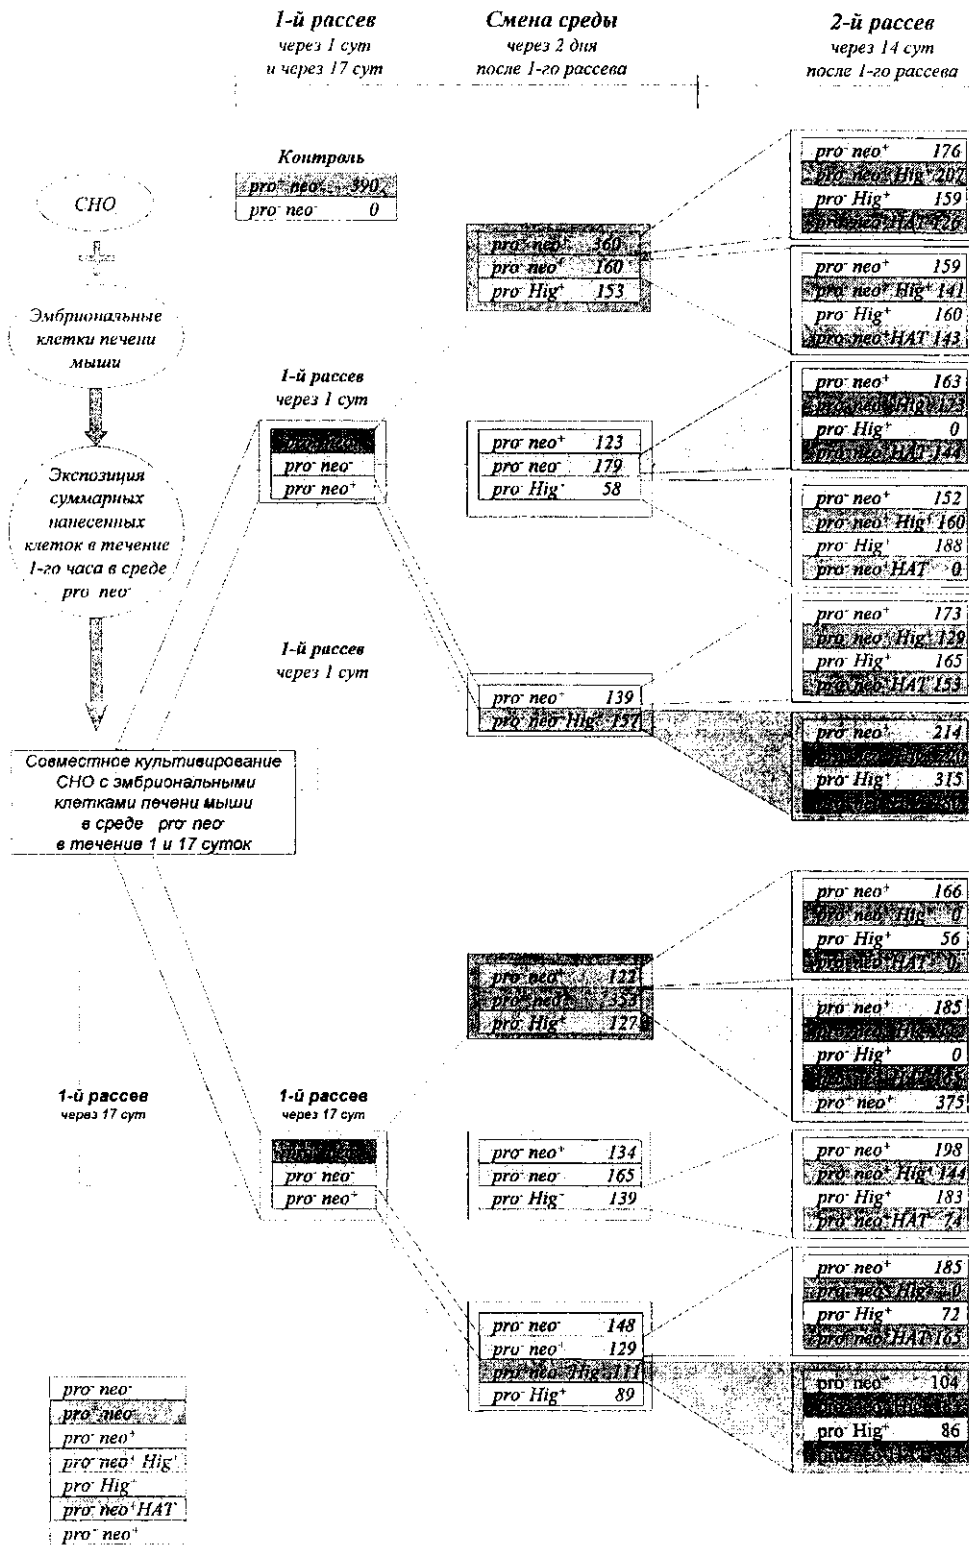 1-й рассев
через 1 сут
и через 17 сут
Смена среды
через 2 дня
после 1-го рассева
2-й рассев
через 14 сут
после 1-го рассева
Контроль
390
pro⁻ neo⁻ 0
СНО
+
Эмбриональные
клетки печени
мыши
Экспозиция
суммарных
нанесенных
клеток в течение
1-го часа в среде
pro⁻ neo⁻
Совместное культивирование
СНО с эмбриональными
клетками печени мыши
в среде pro⁻ neo⁻
в течение 1 и 17 суток
1-й рассев
через 1 сут
pro⁻ neo⁻
pro⁻ neo⁺
1-й рассев
через 1 сут
1-й рассев
через 17 сут
1-й рассев
через 17 сут
pro⁻ neo⁻
pro⁻ neo⁺
160
pro⁻ neo⁺ 160
pro⁻ Hig⁺ 153
pro⁻ neo⁺ 123
pro⁻ neo⁻ 179
pro⁻ Hig⁻ 58
pro⁻ neo⁺ 139
pro⁻ neo⁻ Hig⁺ 157
pro⁻ neo⁺ 122
353
pro⁻ Hig⁺ 127
pro⁻ neo⁺ 134
pro⁻ neo⁻ 165
pro⁻ Hig⁻ 139
pro⁻ neo⁻ 148
pro⁻ neo⁺ 129
111
pro⁻ Hig⁺ 89
pro⁻ neo⁺ 176
pro⁻ neo⁺ Hig⁺ 207
pro⁻ Hig⁺ 159
pro⁻ neo⁺ HAT 126
pro⁻ neo⁺ 159
pro⁻ neo⁺ Hig⁺ 141
pro⁻ Hig⁺ 160
pro⁻ neo⁺ HAT 143
pro⁻ neo⁺ 163
pro⁻ Hig⁺ 0
pro⁻ neo⁺ HAT 144
pro⁻ neo⁺ 152
pro⁻ neo⁺ Hig⁺ 160
pro⁻ Hig⁺ 188
pro⁻ neo⁺ HAT 0
pro⁻ neo⁺ 173
pro⁻ neo⁺ Hig⁺ 129
pro⁻ Hig⁺ 165
pro⁻ neo⁺ HAT 153
pro⁻ neo⁺ 214
pro⁻ Hig⁺ 315
pro⁻ neo⁺ 166
pro⁻ neo⁺ Hig⁺ 0
pro⁻ Hig⁺ 56
pro⁻ neo⁺ HAT 0
pro⁻ neo⁺ 185
pro⁻ Hig⁺ 0
pro⁺ neo⁺ 375
pro⁻ neo⁺ 198
pro⁻ neo⁺ Hig⁺ 144
pro⁻ Hig⁺ 183
pro⁻ neo⁺ HAT 74
pro⁻ neo⁺ 185
pro⁻ neo⁺ Hig⁺ 0
pro⁻ Hig⁺ 72
pro⁻ neo⁺ HAT 165
pro⁻ neo⁺ 104
pro⁻ Hig⁺ 86
pro⁻ neo⁻
pro⁻ neo⁻
pro⁻ neo⁺
pro⁻ neo⁺ Hig⁺
pro⁻ Hig⁺
pro⁻ neo⁺ HAT
pro⁻ neo⁺